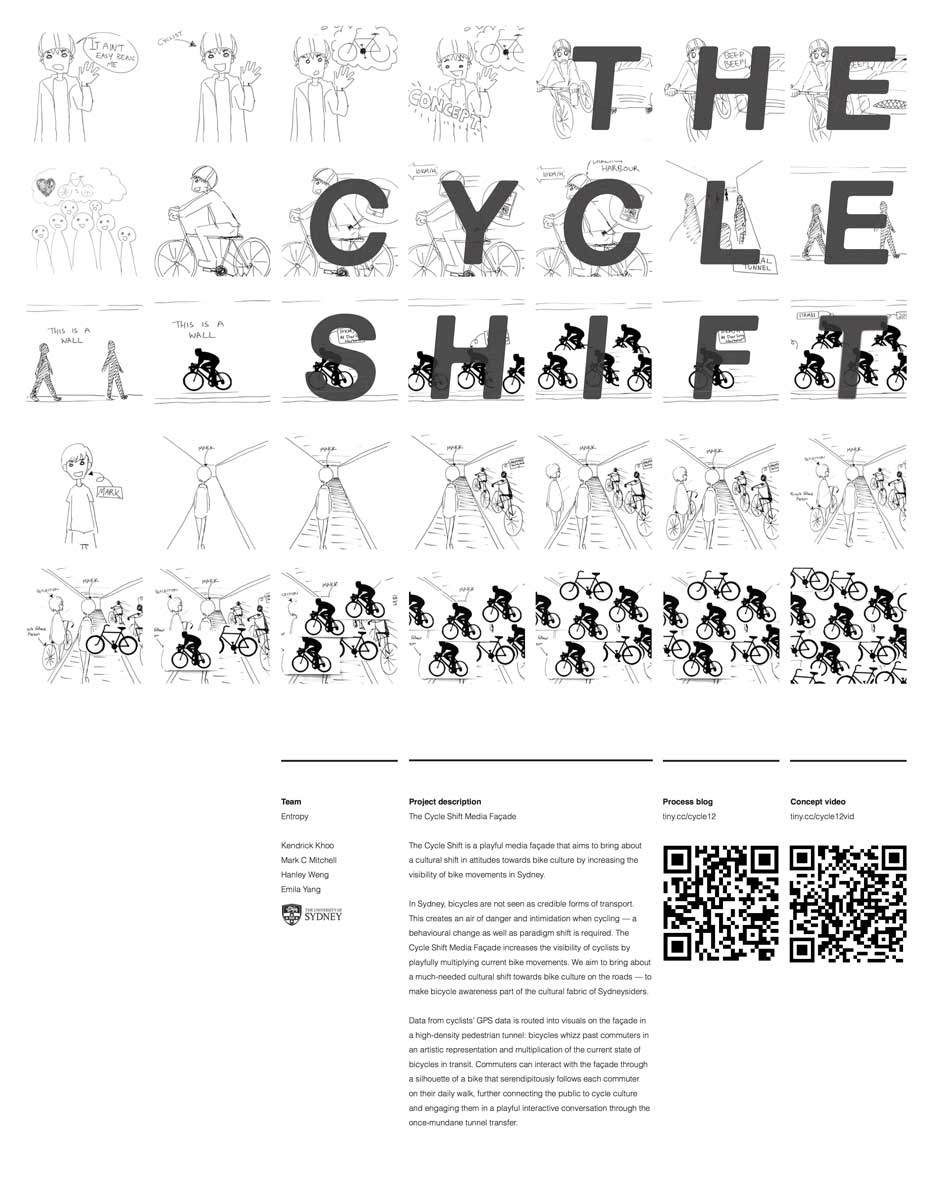 IT AIN'T
EASY BEING
ME
CYCLIST
CONCEPT!
THE
BEEP
BEEP!
CYCLE
10KM/H
HARBOUR
TUNNEL
THIS IS A
WALL
THIS IS A
WALL
SHIFT
MARK
MARK
MARK
MARK
MARK
MARK
MARK
MARK
MARK
MARK
MARK
Team
Entropy
Kendrick Khoo
Mark C Mitchell
Hanley Weng
Emila Yang
THE UNIVERSITY OF
SYDNEY
Project description
The Cycle Shift Media Façade
The Cycle Shift is a playful media façade that aims to bring about
a cultural shift in attitudes towards bike culture by increasing the
visibility of bike movements in Sydney.
In Sydney, bicycles are not seen as credible forms of transport.
This creates an air of danger and intimidation when cycling — a
behavioural change as well as paradigm shift is required. The
Cycle Shift Media Façade increases the visibility of cyclists by
playfully multiplying current bike movements. We aim to bring about
a much-needed cultural shift towards bike culture on the roads — to
make bicycle awareness part of the cultural fabric of Sydneysiders.
Data from cyclists' GPS data is routed into visuals on the façade in
a high-density pedestrian tunnel: bicycles whizz past commuters in
an artistic representation and multiplication of the current state of
bicycles in transit. Commuters can interact with the façade through
a silhouette of a bike that serendipitously follows each commuter
on their daily walk, further connecting the public to cycle culture
and engaging them in a playful interactive conversation through the
once-mundane tunnel transfer.
Process blog
tiny.cc/cycle12
Concept video
tiny.cc/cycle12vid